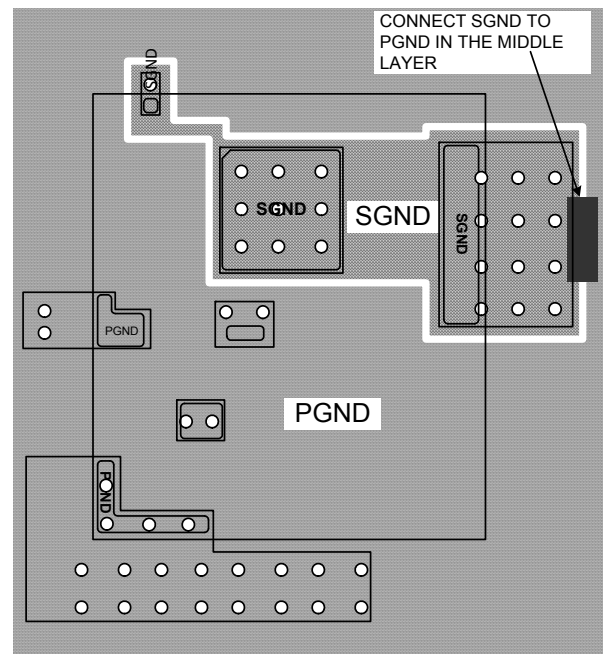 CONNECT SGND TO
PGND IN THE MIDDLE
LAYER
SGND
SGND
SGND
SGND
PGND
PGND
PGND